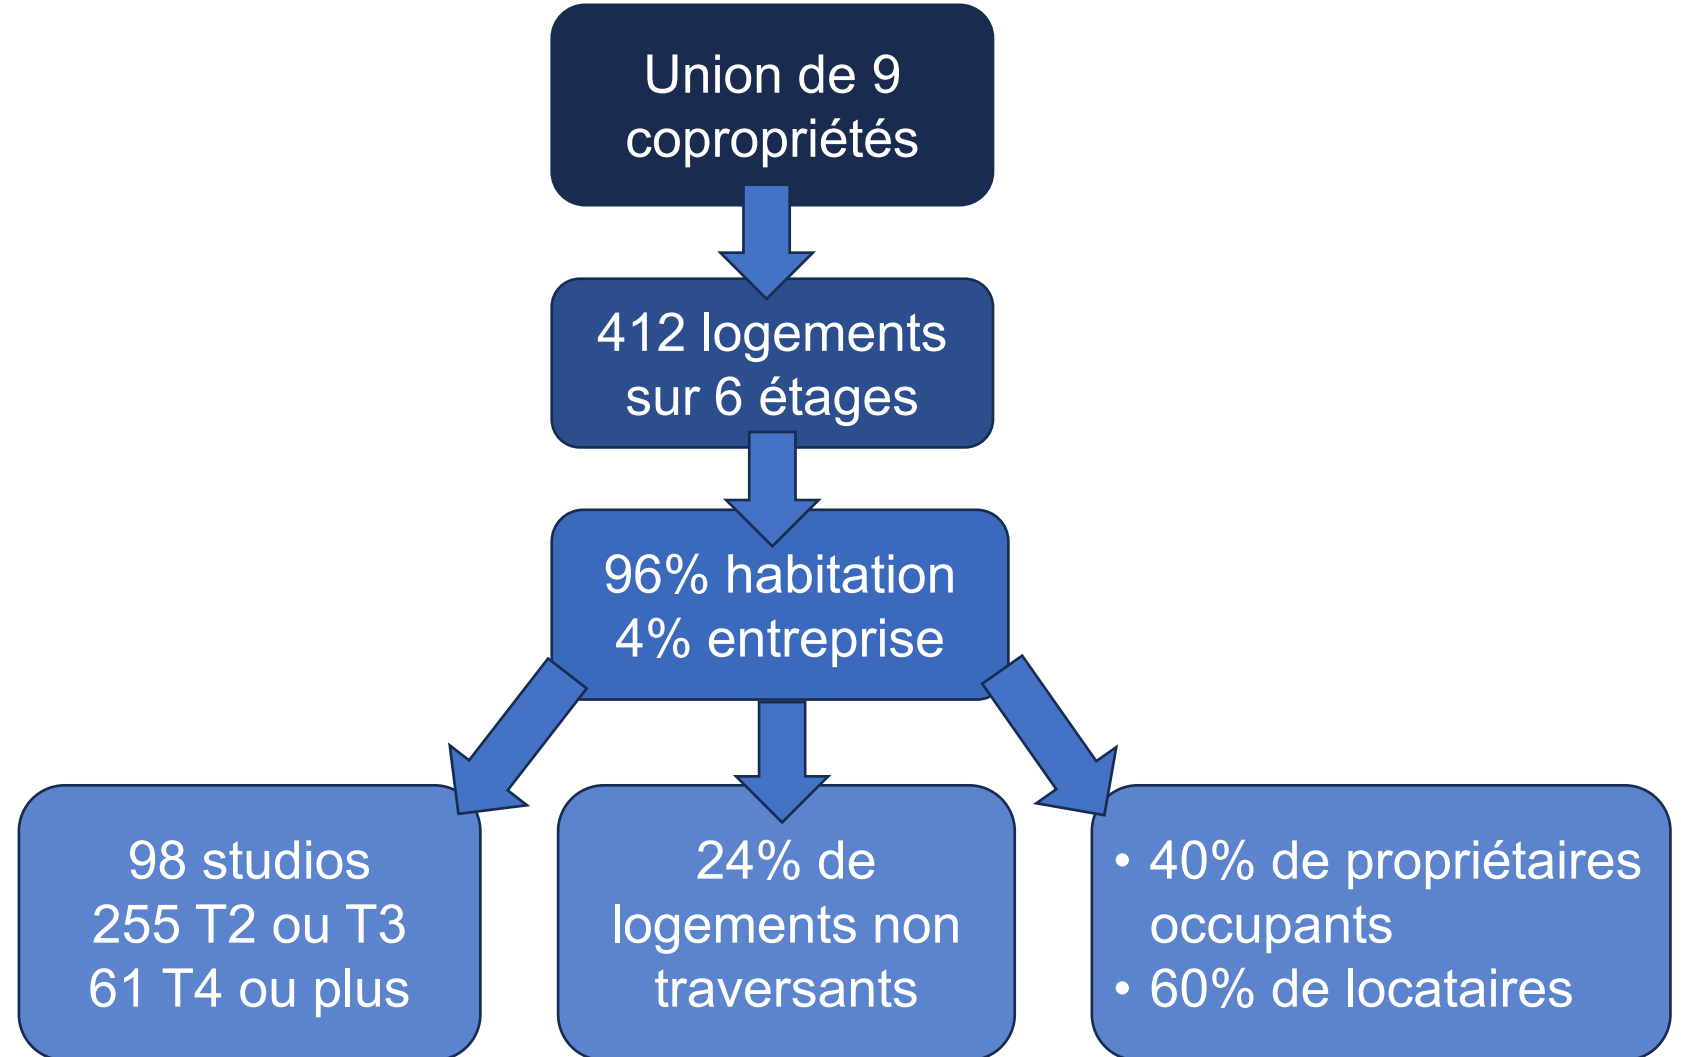 Union de 9
copropriétés
412 logements
sur 6 étages
96% habitation
4% entreprise
98 studios
255 T2 ou T3
61 T4 ou plus
24% de
logements non
traversants
• 40% de propriétaires
occupants
• 60% de locataires